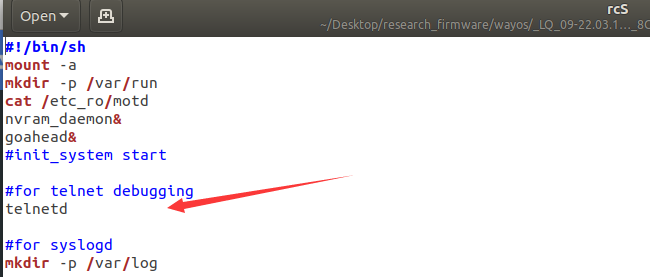 Open
rcS
~/Desktop/research_firmware/wayos/_LQ_09-22.03.1..._8C
#!/bin/sh
mount -a
mkdir -p /var/run
cat /etc_ro/motd
nvram_daemon&
goahead&
#init_system start
#for telnet debugging
telnetd
#for syslogd
mkdir -p /var/log